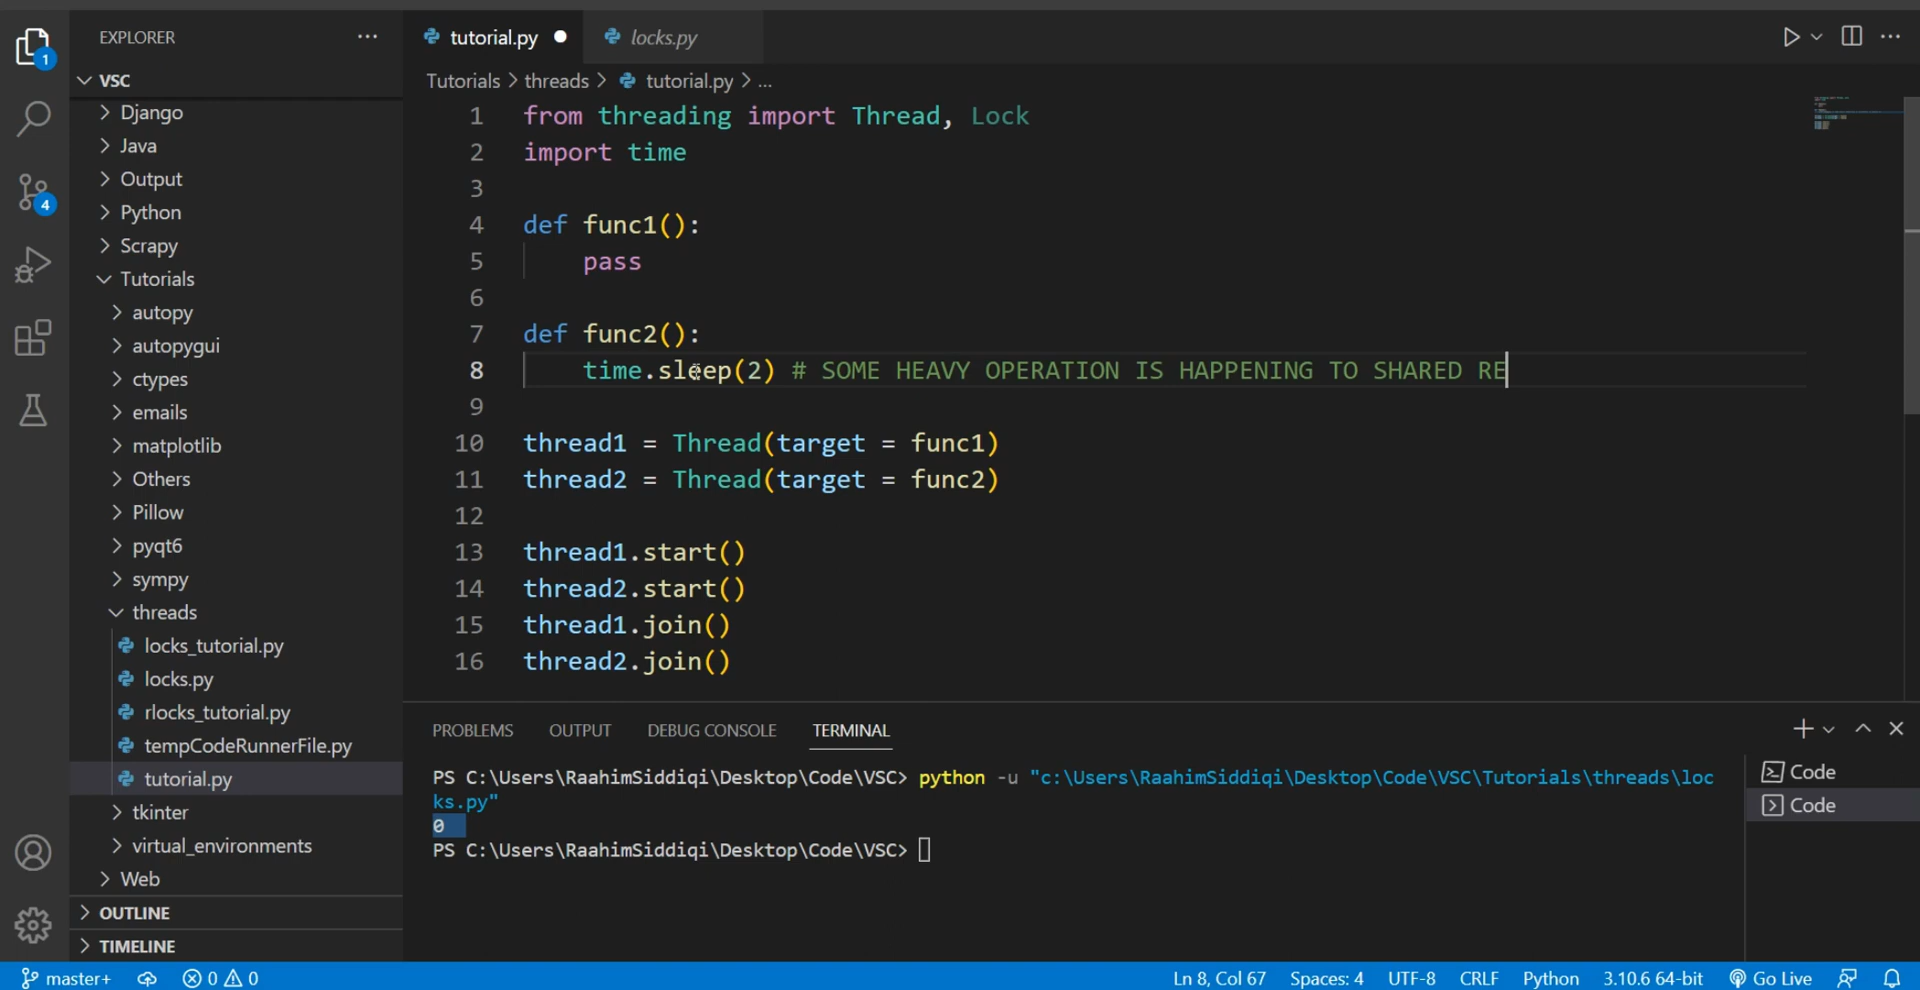 EXPLORER
tutorial.py
locks.py
VSC
Tutorials > threads > tutorial.py > ...
Django
Java
Output
Python
Scrapy
Tutorials
autopy
autopygui
ctypes
emails
matplotlib
Others
Pillow
pyqt6
sympy
threads
locks_tutorial.py
locks.py
rlocks_tutorial.py
tempCodeRunnerFile.py
tutorial.py
tkinter
virtual_environments
Web
OUTLINE
TIMELINE
1
4
1 from threading import Thread, Lock
2 import time
3
4 def func1():
5 pass
6
7 def func2():
8 time.sleep(2) # SOME HEAVY OPERATION IS HAPPENING TO SHARED RE
9
10 thread1 = Thread(target = func1)
11 thread2 = Thread(target = func2)
12
13 thread1.start()
14 thread2.start()
15 thread1.join()
16 thread2.join()
PROBLEMS OUTPUT DEBUG CONSOLE TERMINAL
PS C:\Users\RaahimSiddiqi\Desktop\Code\VSC> python -u "c:\Users\RaahimSiddiqi\Desktop\Code\VSC\Tutorials\threads\loc
ks.py"
0
PS C:\Users\RaahimSiddiqi\Desktop\Code\VSC>
Code
Code
master+ 0 0 Ln 8, Col 67 Spaces: 4 UTF-8 CRLF Python 3.10.6 64-bit Go Live